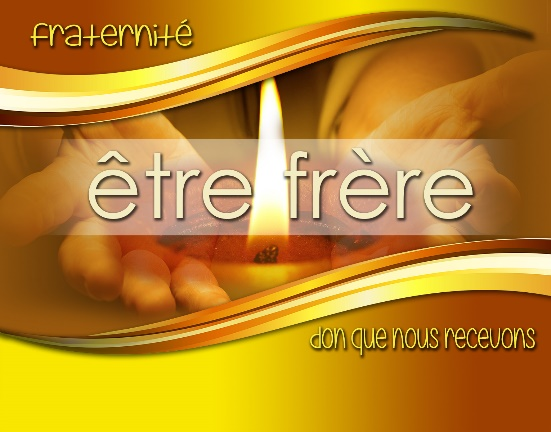 fraternité
être frère
don que nous recevons